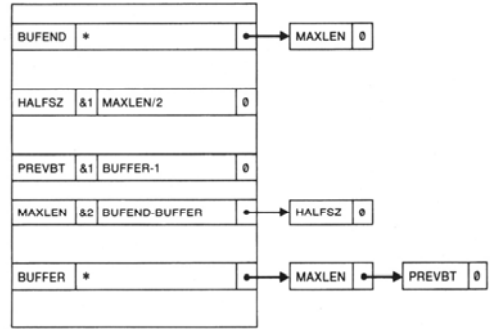 BUFEND * MAXLEN 0
HALFSZ &1 MAXLEN/2 0
PREVBT &1 BUFFER-1 0
MAXLEN &2 BUFEND-BUFFER HALFSZ 0
BUFFER * MAXLEN PREVBT 0